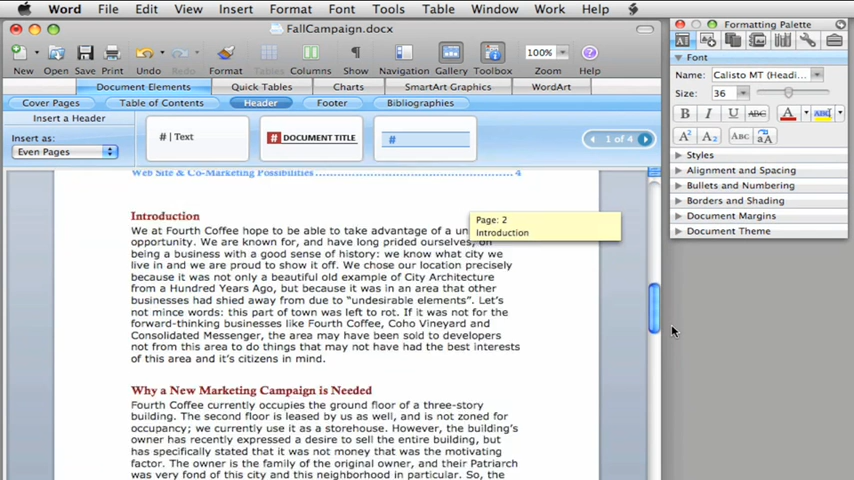 Word File Edit View Insert Format Font Tools Table Window Work Help
FallCampaign.docx
Formatting Palette
New Open Save Print Undo Redo Format Tables Columns Show Navigation Gallery Toolbox Zoom Help
100%
Document Elements Quick Tables Charts SmartArt Graphics WordArt
Cover Pages Table of Contents Header Footer Bibliographies
Insert a Header
Insert as:
Even Pages
# | Text
# DOCUMENT TITLE
#
1 of 4
Font
Name: Calisto MT (Headi...
Size: 36
B I U ABC A ABC
A² A₂ ABC aA
Styles
Alignment and Spacing
Bullets and Numbering
Borders and Shading
Document Margins
Document Theme
Web Site & Co-Marketing Possibilities 4
Page: 2
Introduction
Introduction
We at Fourth Coffee hope to be able to take advantage of a un
opportunity. We are known for, and have long prided ourselves, on
being a business with a good sense of history: we know what city we
live in and we are proud to show it off. We chose our location precisely
because it was not only a beautiful old example of City Architecture
from a Hundred Years Ago, but because it was in an area that other
businesses had shied away from due to “undesirable elements”. Let’s
not mince words: this part of town was left to rot. If it was not for the
forward-thinking businesses like Fourth Coffee, Coho Vineyard and
Consolidated Messenger, the area may have been sold to developers
not from this area to do things that may not have had the best interests
of this area and it’s citizens in mind.
Why a New Marketing Campaign is Needed
Fourth Coffee currently occupies the ground floor of a three-story
building. The second floor is leased by us as well, and is not zoned for
occupancy; we currently use it as a storehouse. However, the building’s
owner has recently expressed a desire to sell the entire building, but
has specifically stated that it was not money that was the motivating
factor. The owner is the family of the original owner, and their Patriarch
was very fond of this city and this neighborhood in particular. So, the